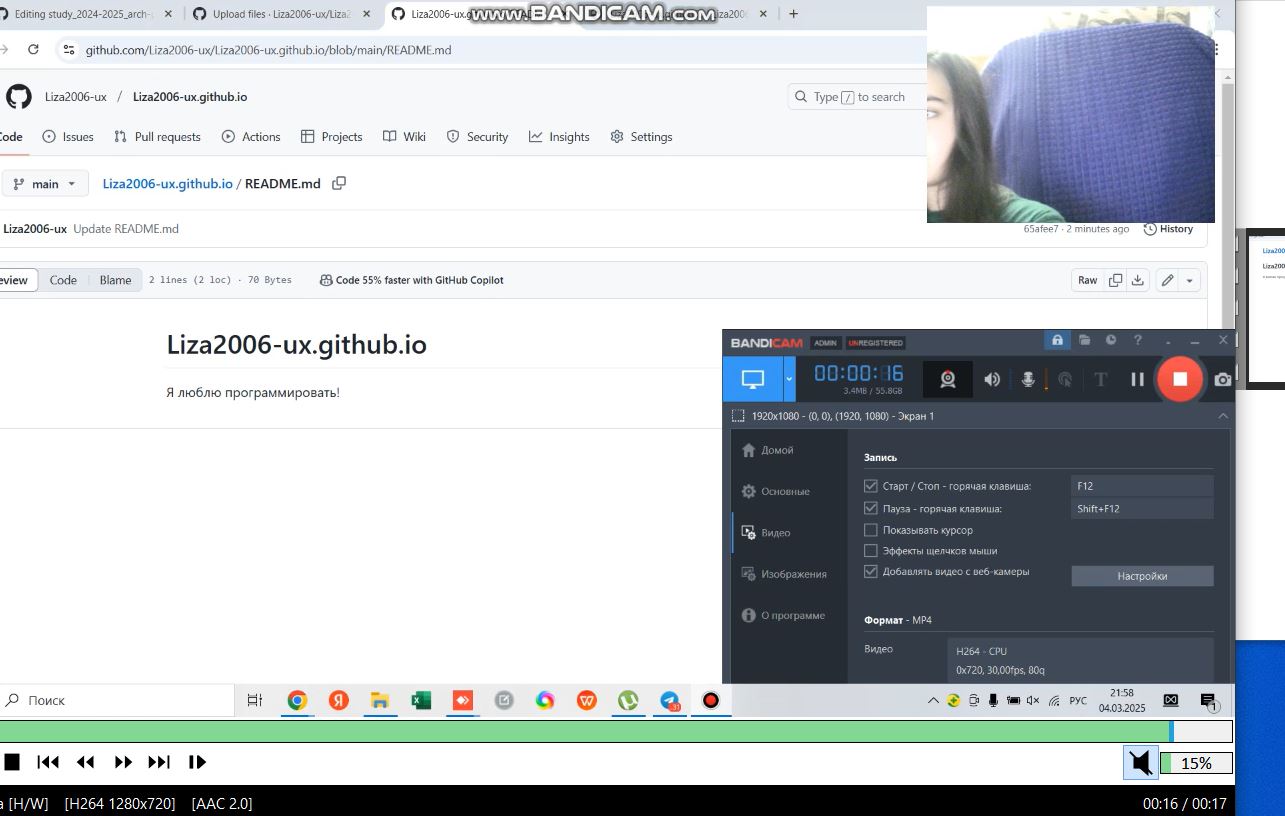 Editing study_2024-2025_arch-
Upload files · Liza2006-ux/Liza2
Liza2006-ux.g
www.BANDICAM.com
github.com/Liza2006-ux/Liza2006-ux.github.io/blob/main/README.md
Liza2006-ux / Liza2006-ux.github.io
Type / to search
Code
Issues
Pull requests
Actions
Projects
Wiki
Security
Insights
Settings
main
Liza2006-ux.github.io / README.md
Liza2006-ux Update README.md
65afee7 · 2 minutes ago
History
eview
Code
Blame
2 lines (2 loc) · 70 Bytes
Code 55% faster with GitHub Copilot
Raw
Liza2006-ux.github.io
Я люблю программировать!
BANDICAM ADMIN UNREGISTERED
00:00:16
3.4MB / 55.8GB
1920x1080 - (0, 0), (1920, 1080) - Экран 1
Домой
Основные
Видео
Изображения
О программе
Запись
Старт / Стоп - горячая клавиша: F12
Пауза - горячая клавиша: Shift+F12
Показывать курсор
Эффекты щелчков мыши
Добавлять видео с веб-камеры
Настройки
Формат - MP4
Видео
H264 - CPU
0x720, 30,00fps, 80q
Поиск
31
РУС
21:58
04.03.2025
1
15%
a [H/W] [H264 1280x720] [AAC 2.0]
00:16 / 00:17